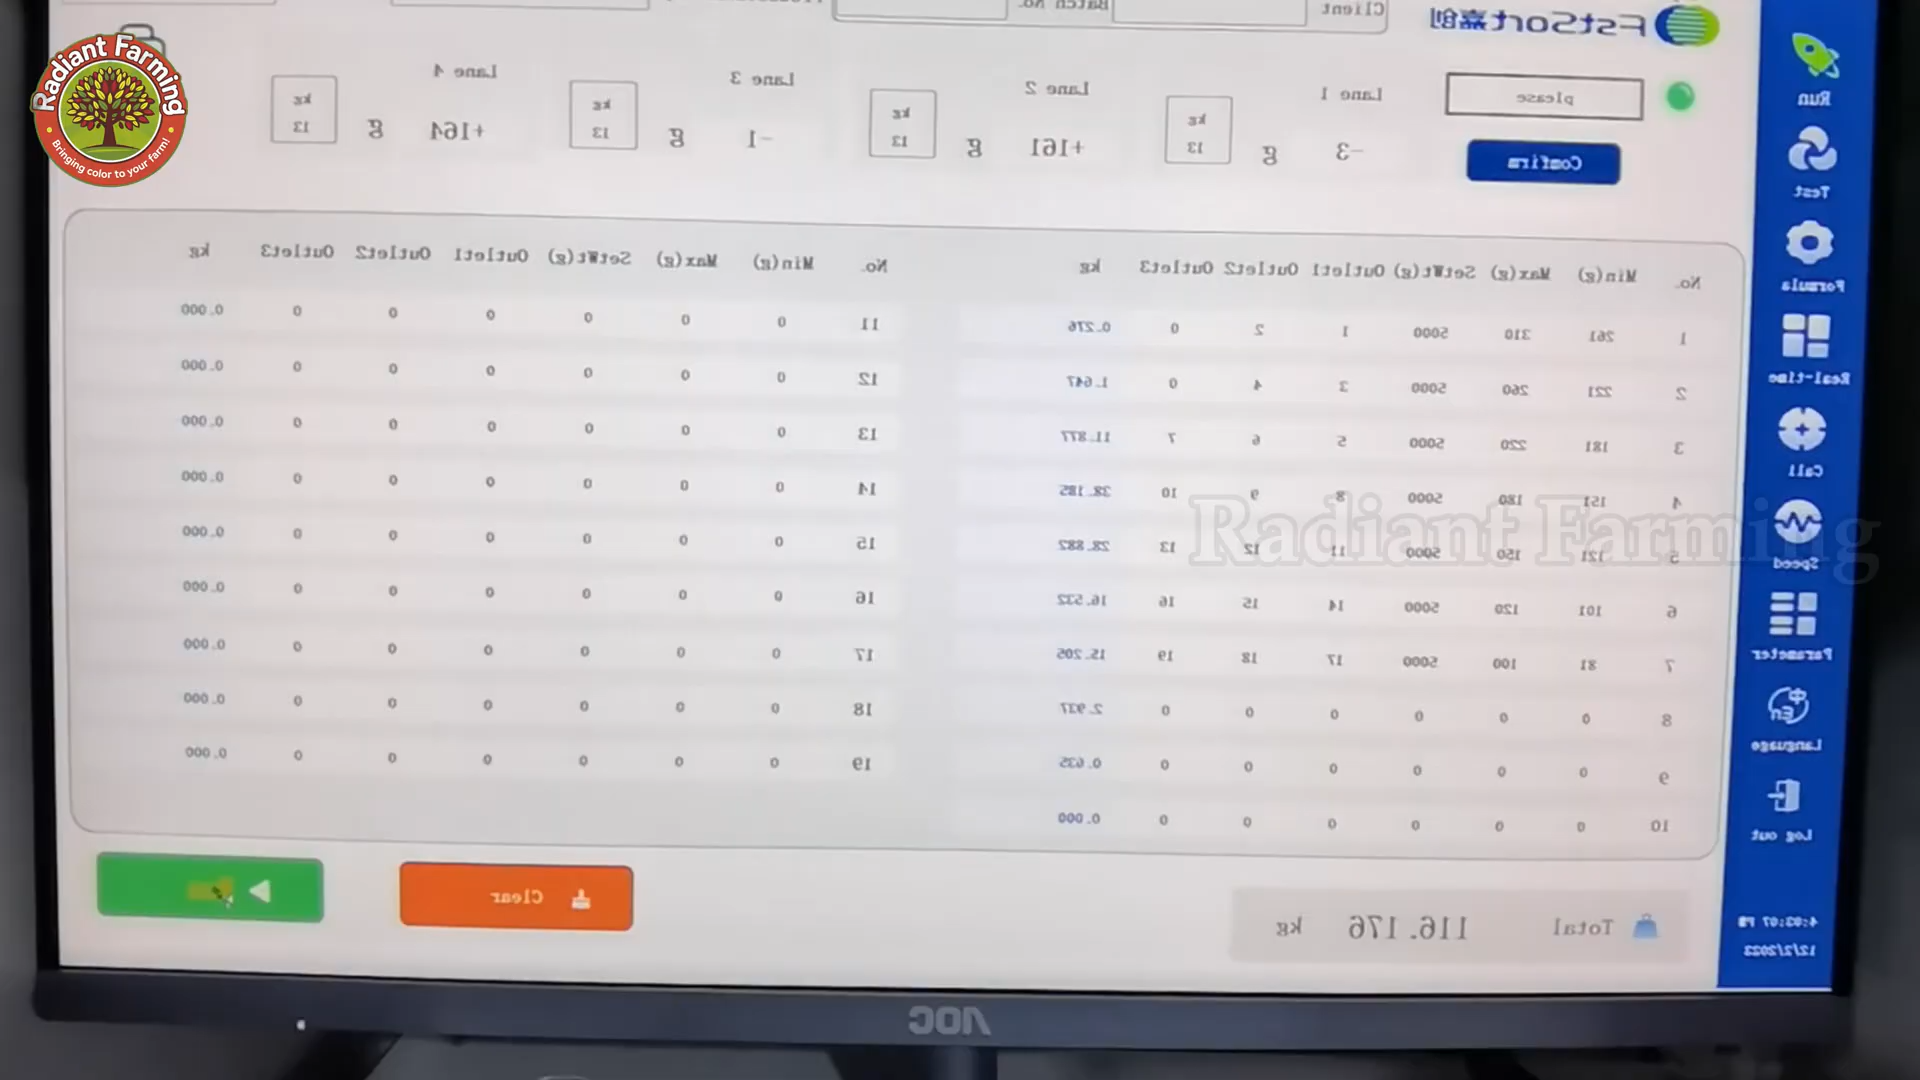 Radiant Farming
Bringing color to your farm!
FstSort嘉创
Client
Batch No.
please
Confirm
Lane 1
-3 g
kg
13
Lane 2
+161 g
kg
13
Lane 3
-1 g
kg
13
Lane 4
+164 g
kg
13
Run
Test
Formula
Real-time
Call
Speed
Parameter
Language
Log out
4:03:07 PM
12/2/2022
No. Min(g) Max(g) SetWt(g) Outlet1 Outlet2 Outlet3 kg
1 261 310 5000 1 2 0 0.276
2 221 260 5000 3 4 0 1.647
3 181 220 5000 5 6 7 11.877
4 151 180 5000 8 9 10 38.185
5 121 150 5000 11 12 13 28.882
6 101 120 5000 14 15 16 16.532
7 81 100 5000 17 18 19 15.205
8 0 0 0 0 0 0 2.937
9 0 0 0 0 0 0 0.635
10 0 0 0 0 0 0 0.000
No. Min(g) Max(g) SetWt(g) Outlet1 Outlet2 Outlet3 kg
11 0 0 0 0 0 0 0.000
12 0 0 0 0 0 0 0.000
13 0 0 0 0 0 0 0.000
14 0 0 0 0 0 0 0.000
15 0 0 0 0 0 0 0.000
16 0 0 0 0 0 0 0.000
17 0 0 0 0 0 0 0.000
18 0 0 0 0 0 0 0.000
19 0 0 0 0 0 0 0.000
Radiant Farming
Total 116.176 kg
Clear
AOC